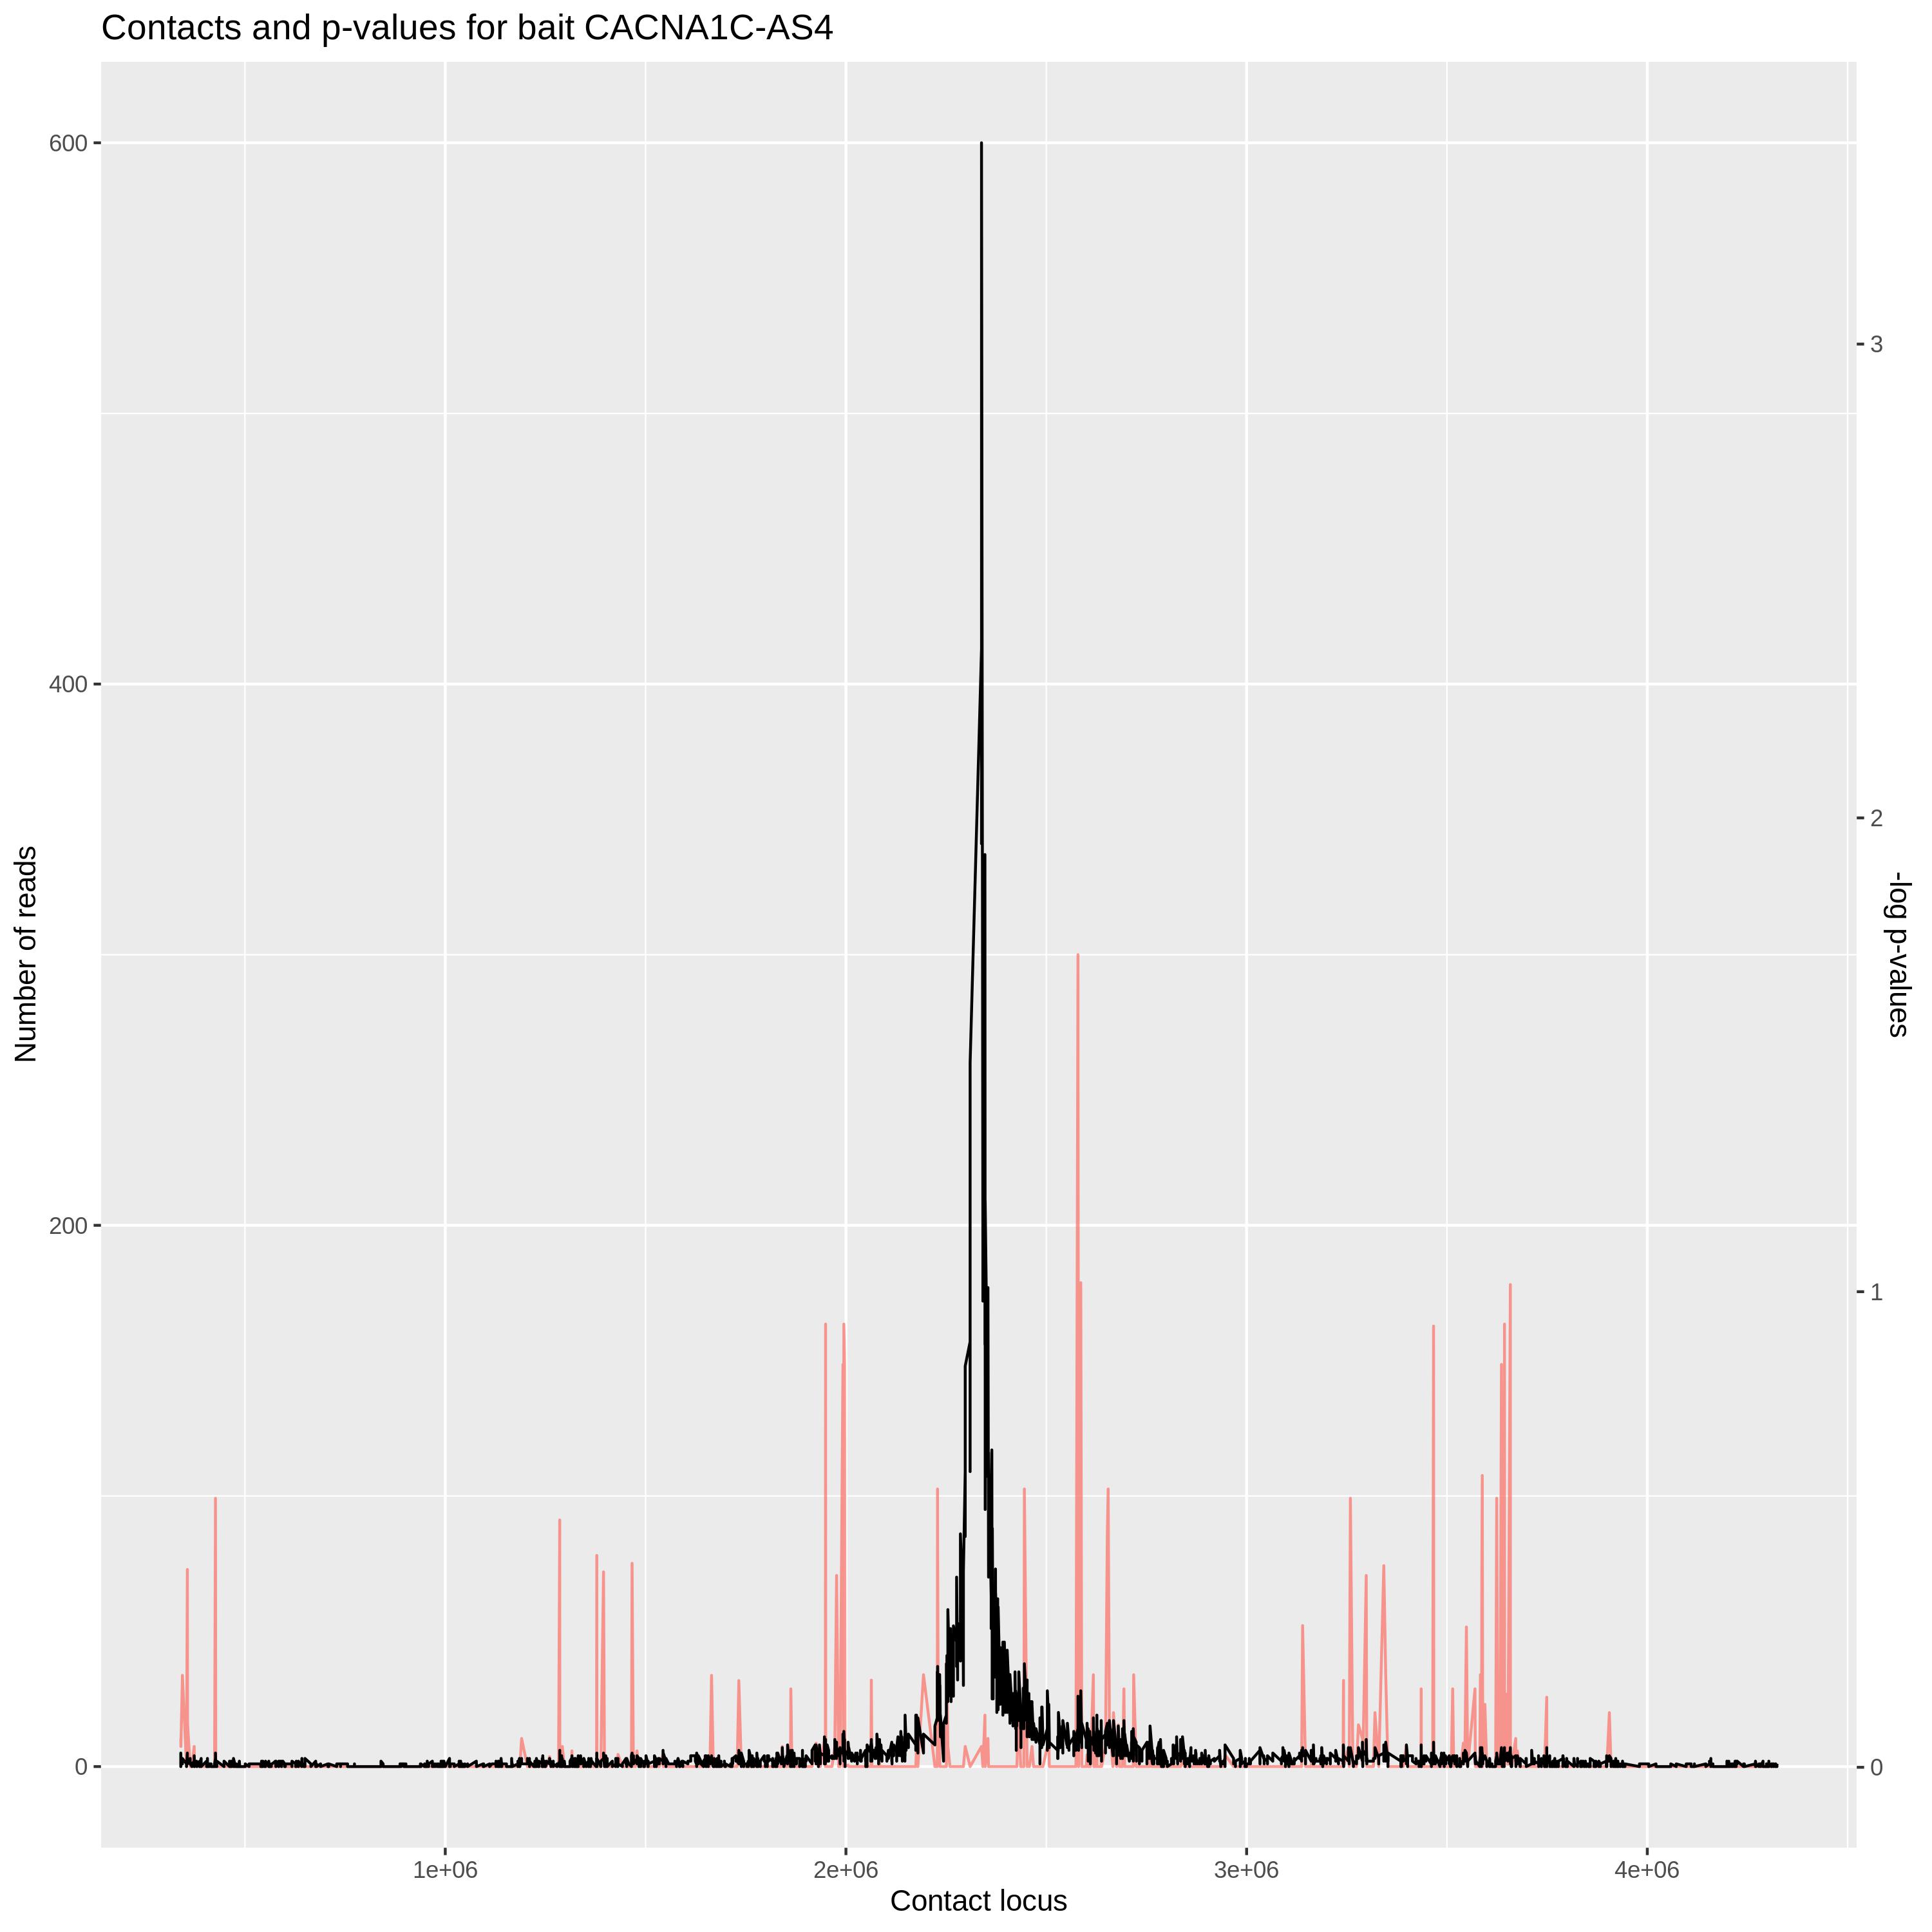 Contacts and p-values for bait CACNA1C-AS4
600
400
200
0
Number of reads
3
2
1
0
-log p-values
1e+06
2e+06
3e+06
4e+06
Contact locus